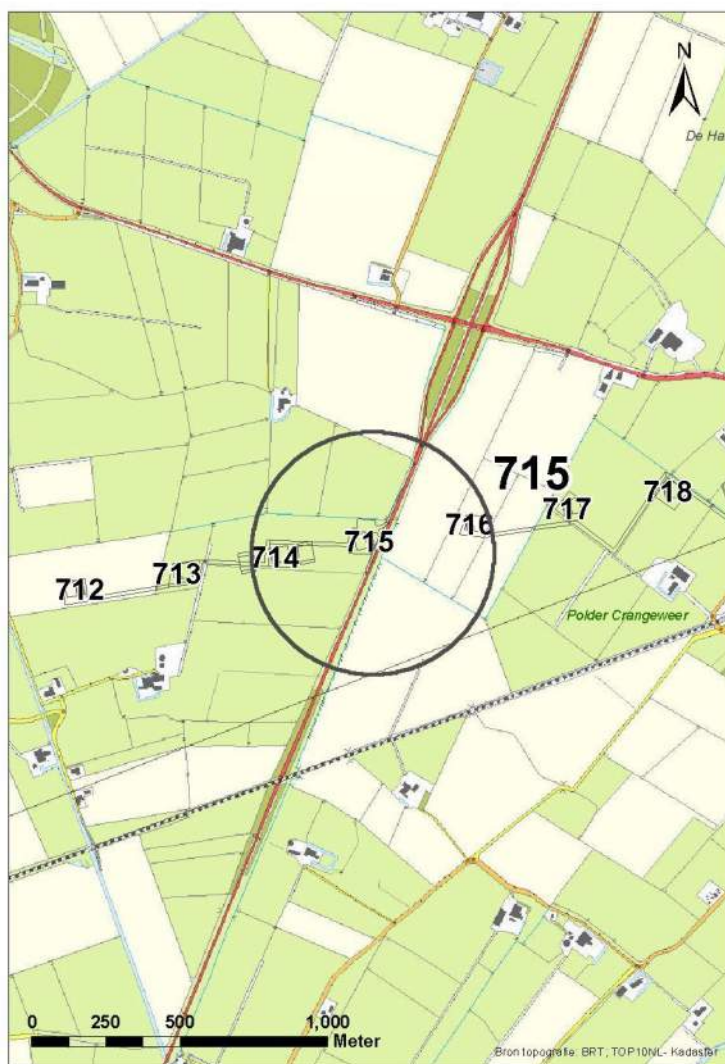 N
De Ha
715
718
717
716
715
714
713
712
Polder Crangeweer
0 250 500 1,000
Meter
Bron topografie: BRT; TOP10NL- Kadaster